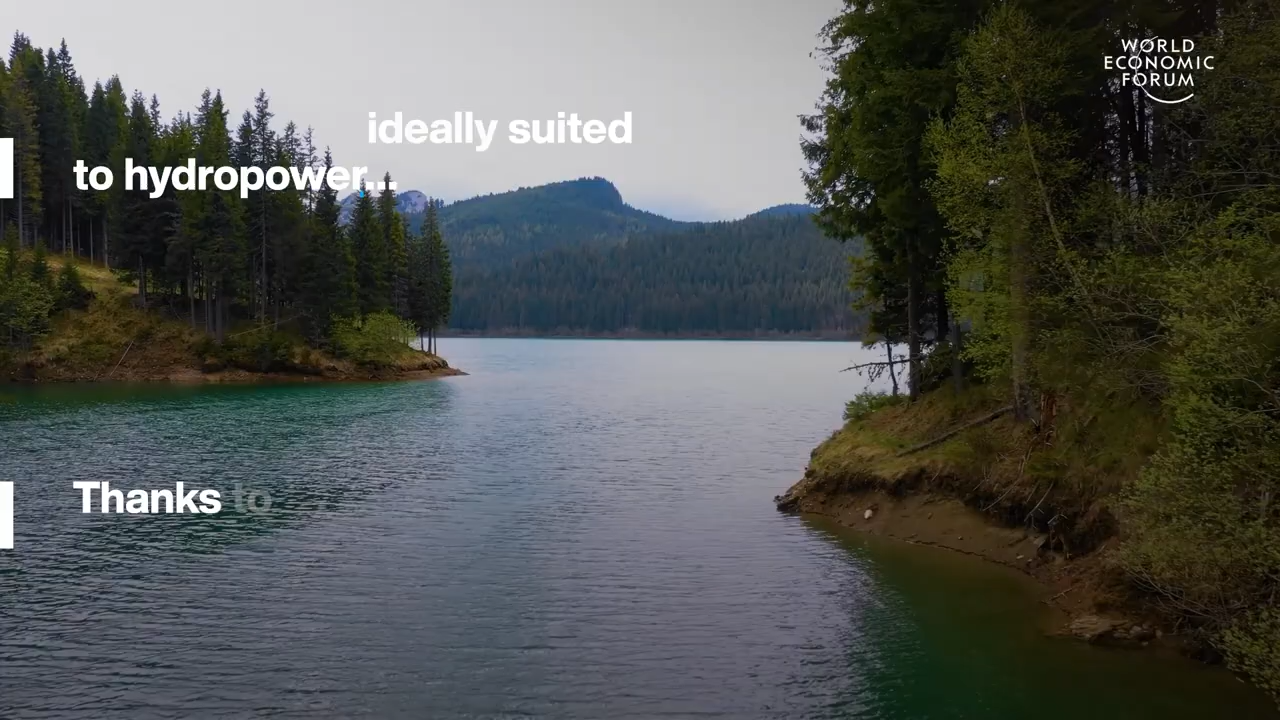 ideally suited
to hydropower...
Thanks to
WORLD
ECONOMIC
FORUM